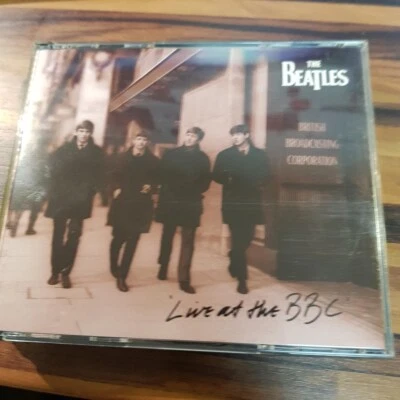 THE
BEATLES
BRITISH
BROADCASTING
CORPORATION
Live at the BBC